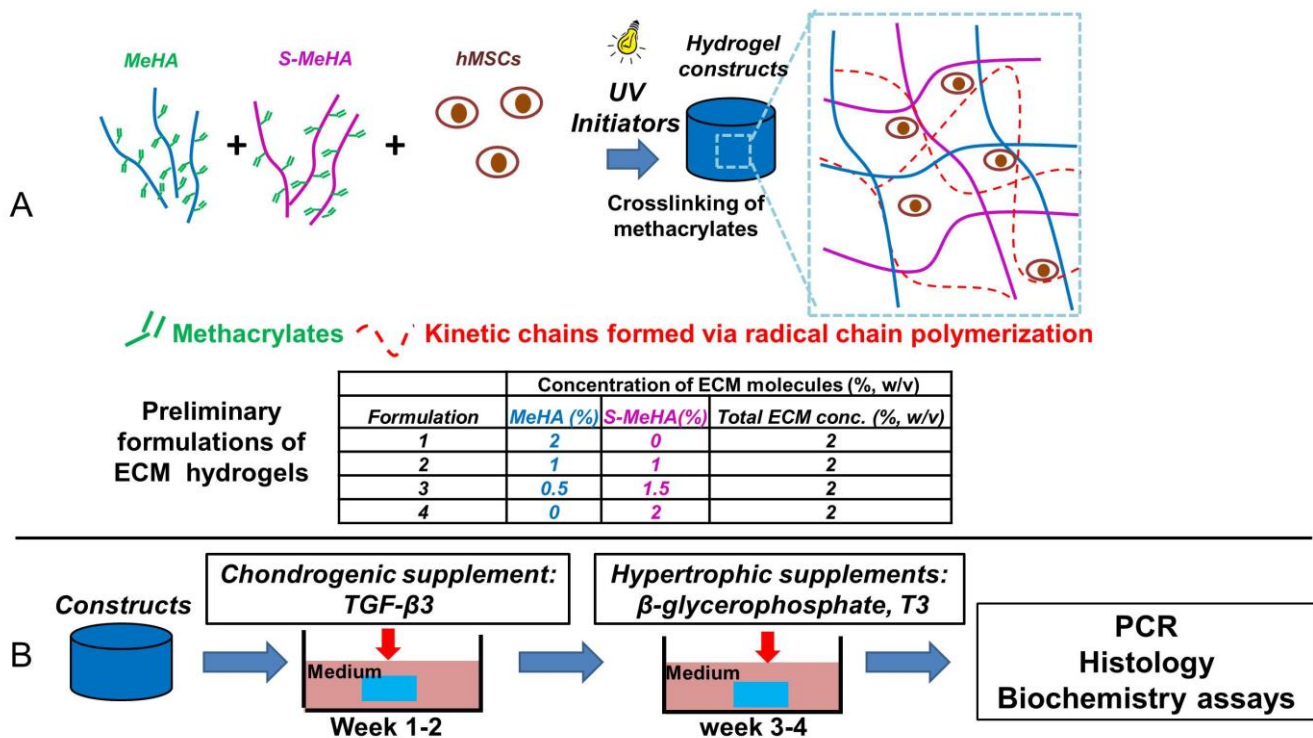 A
MeHA
S-MeHA
hMSCs
+
+
UV
Initiators
Crosslinking of
methacrylates
Hydrogel
constructs
Methacrylates
Kinetic chains formed via radical chain polymerization
Preliminary
formulations of
ECM hydrogels
Concentration of ECM molecules (%, w/v)
Formulation MeHA (%) S-MeHA(%) Total ECM conc. (%, w/v)
1 2 0 2
2 1 1 2
3 0.5 1.5 2
4 0 2 2
B
Constructs
Chondrogenic supplement:
TGF-β3
Medium
Week 1-2
Hypertrophic supplements:
β-glycerophosphate, T3
Medium
week 3-4
PCR
Histology
Biochemistry assays